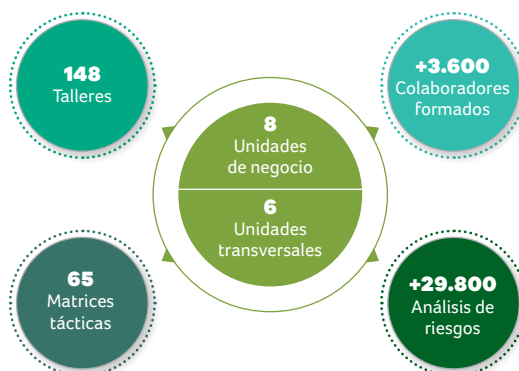 148
Talleres
+3.600
Colaboradores
formados
8
Unidades
de negocio
6
Unidades
transversales
65
Matrices
tácticas
+29.800
Análisis de
riesgos